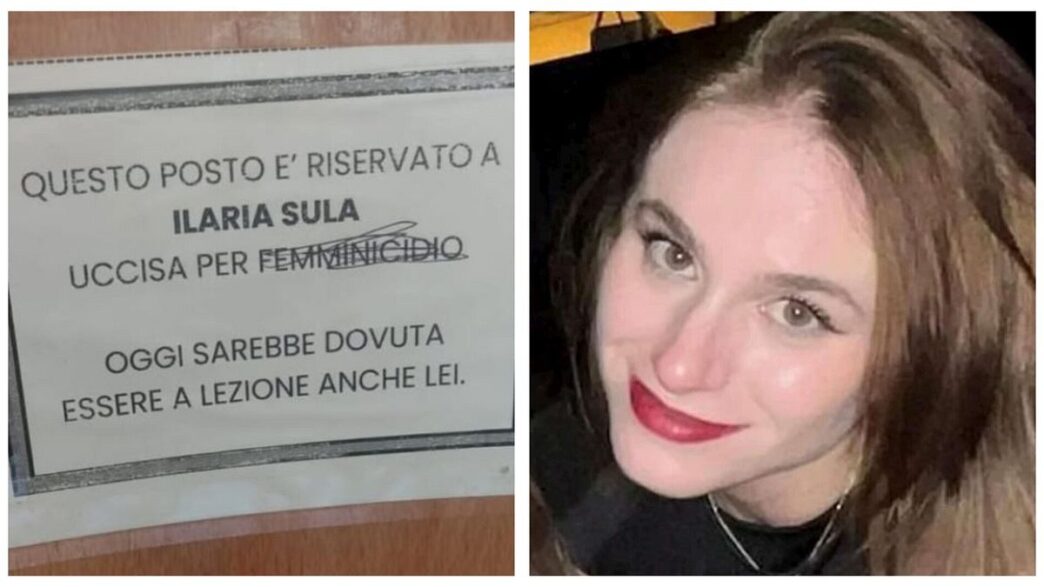 QUESTO POSTO E' RISERVATO A
ILARIA SULA
UCCISA PER FEMMINICIDIO
OGGI SAREBBE DOVUTA
ESSERE A LEZIONE ANCHE LEI.